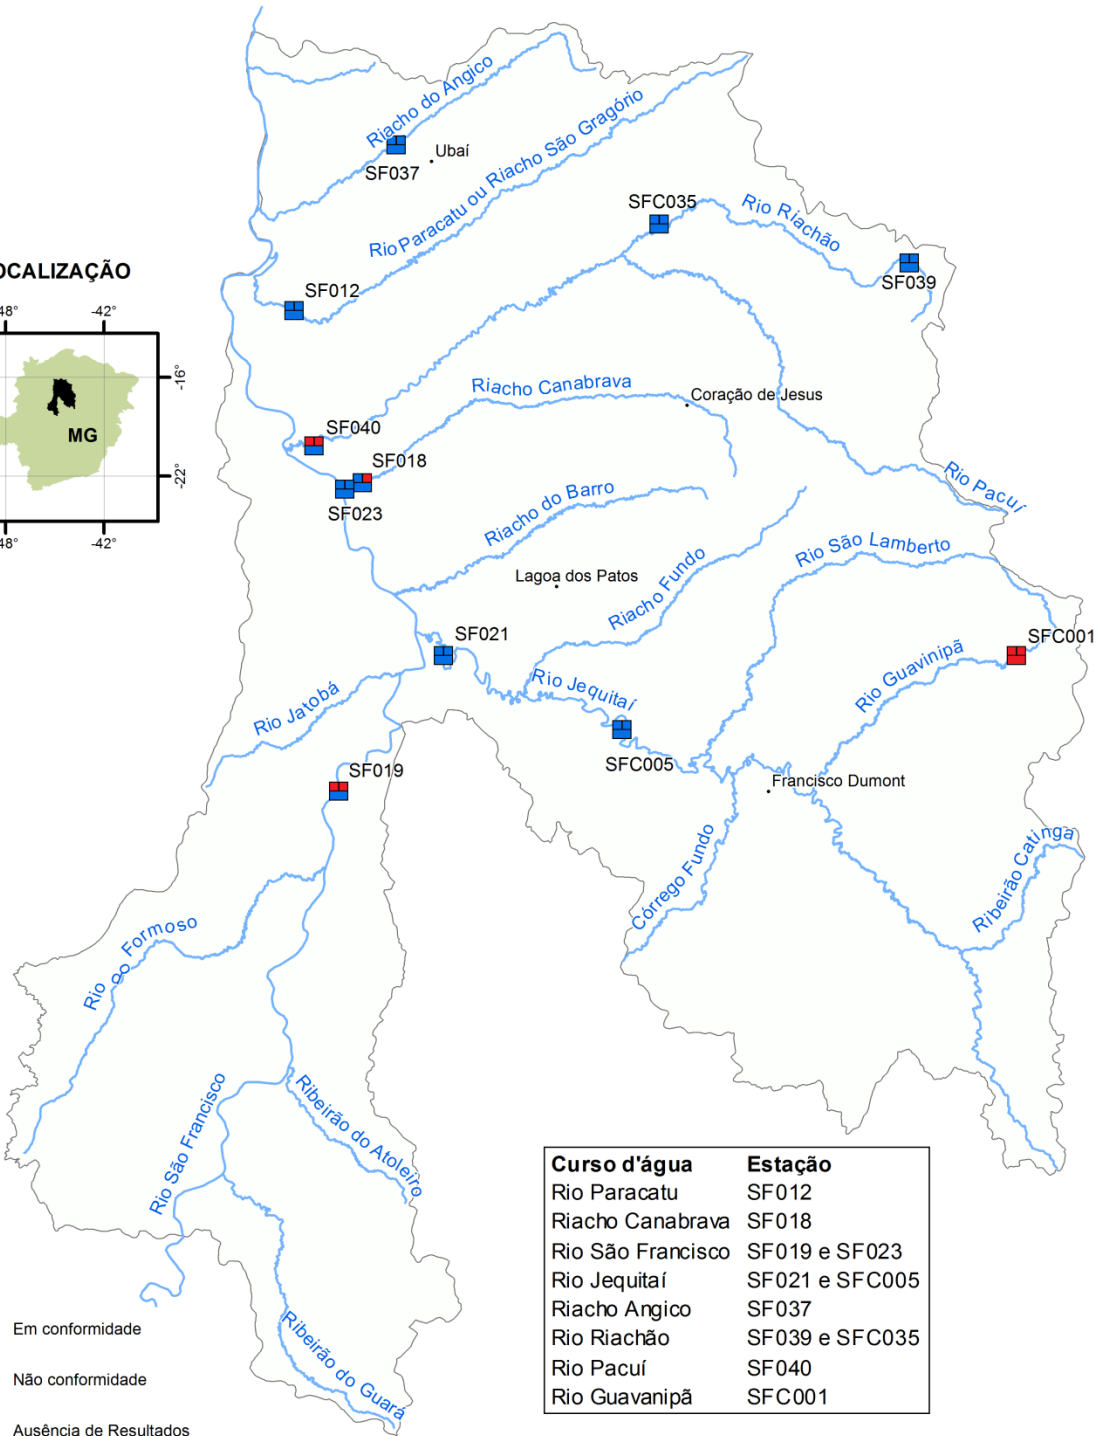 Riacho do Angico
Ubaí
SF037
Rio Paracatu ou Riacho São Gragório
SFC035
Rio Riachão
SF039
OCALIZAÇÃO
SF012
48°
-42°
-16°
MG
-22°
48°
-42°
Riacho Canabrava
Coração de Jesus
SF040
SF018
SF023
Rio Pacuí
Riacho do Barro
Rio São Lamberto
Lagoa dos Patos
Riacho Fundo
SF021
SFC001
Rio Guavinipã
Rio Jatobá
Rio Jequitaí
SFC005
SF019
Francisco Dumont
Córrego Fundo
Ribeirão Catinga
Rio do Formoso
Rio São Francisco
Ribeirão do Atoleiro
Ribeirão do Guará
Curso d'água Estação
Rio Paracatu SF012
Riacho Canabrava SF018
Rio São Francisco SF019 e SF023
Rio Jequitaí SF021 e SFC005
Riacho Angico SF037
Rio Riachão SF039 e SFC035
Rio Pacuí SF040
Rio Guavanipã SFC001
Em conformidade
Não conformidade
Ausência de Resultados